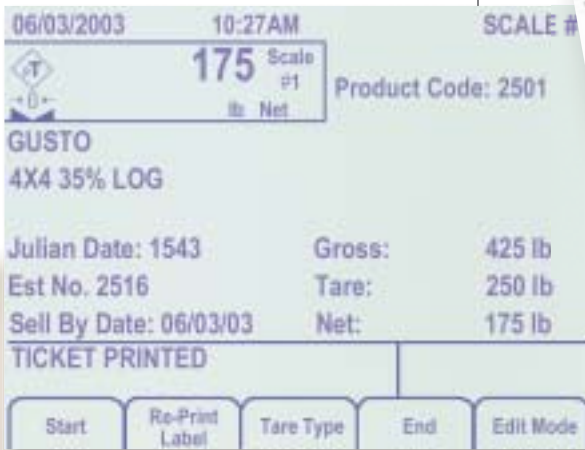 06/03/2003 10:27AM SCALE #
175 Scale #1
lb Net
Product Code: 2501
GUSTO
4X4 35% LOG
Julian Date: 1543 Gross: 425 lb
Est No. 2516 Tare: 250 lb
Sell By Date: 06/03/03 Net: 175 lb
TICKET PRINTED
Start Re-Print Label Tare Type End Edit Mode